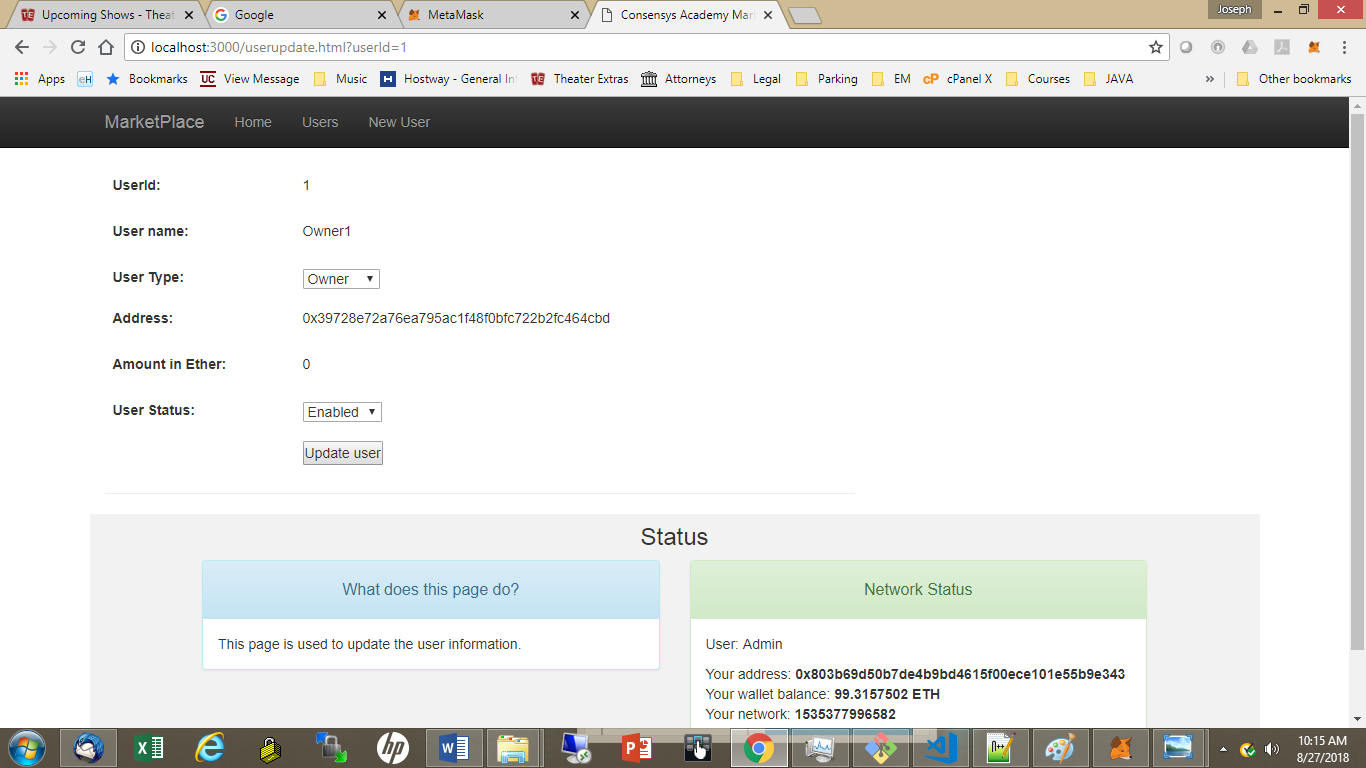 Upcoming Shows - Theat
Google
MetaMask
Consensys Academy Mar
Joseph
localhost:3000/userupdate.html?userId=1
Apps
eH
Bookmarks
UC View Message
Music
H Hostway - General In
TE Theater Extras
Attorneys
Legal
Parking
EM
cP cPanel X
Courses
JAVA
»
Other bookmarks
MarketPlace Home Users New User
UserId: 1
User name: Owner1
User Type: Owner
Address: 0x39728e72a76ea795ac1f48f0bfc722b2fc464cbd
Amount in Ether: 0
User Status: Enabled
Update user
Status
What does this page do?
This page is used to update the user information.
Network Status
User: Admin
Your address: 0x803b69d50b7de4b9bd4615f00ece101e55b9e343
Your wallet balance: 99.3157502 ETH
Your network: 1535377996582
10:15 AM
8/27/2018